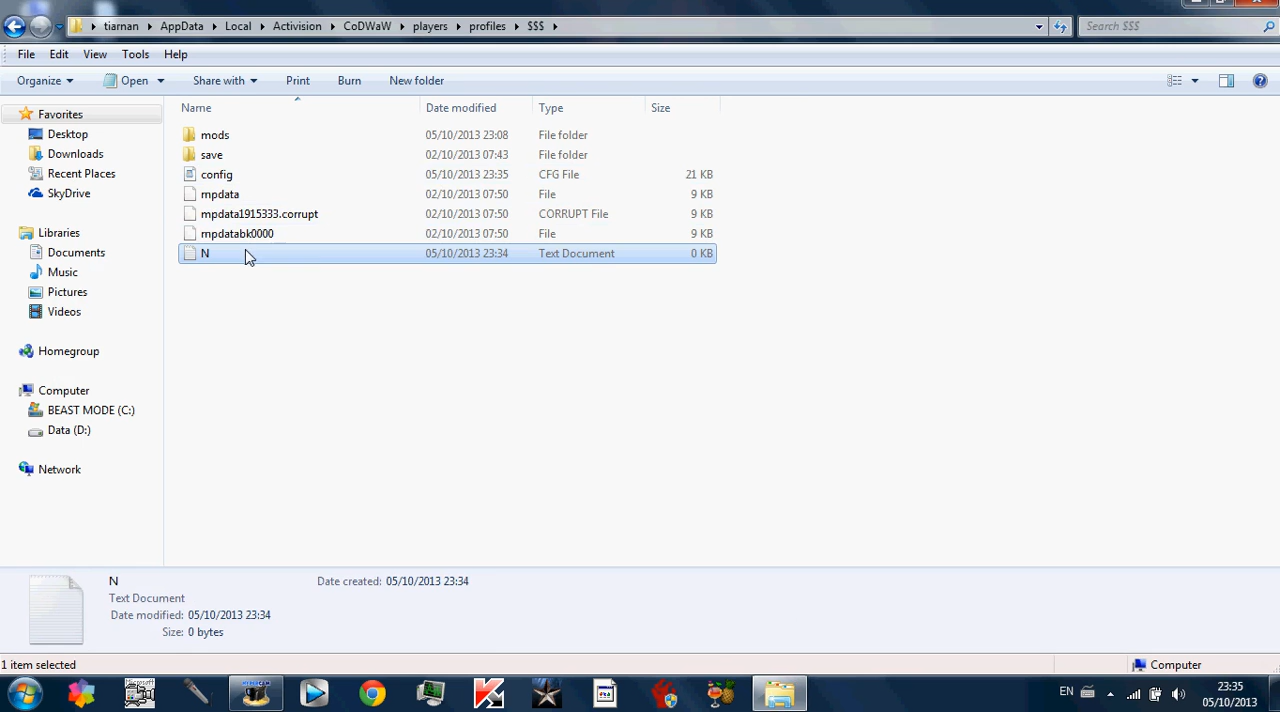 tiarnan AppData Local Activision CoDWaW players profiles $$$ Search $$$
File Edit View Tools Help
Organize Open Share with Print Burn New folder
Name Date modified Type Size
Favorites
Desktop
Downloads
Recent Places
SkyDrive
Libraries
Documents
Music
Pictures
Videos
Homegroup
Computer
BEAST MODE (C:)
Data (D:)
Network
mods 05/10/2013 23:08 File folder
save 02/10/2013 07:43 File folder
config 05/10/2013 23:35 CFG File 21 KB
mpdata 02/10/2013 07:50 File 9 KB
mpdata1915333.corrupt 02/10/2013 07:50 CORRUPT File 9 KB
mpdatabk0000 02/10/2013 07:50 File 9 KB
N 05/10/2013 23:34 Text Document 0 KB
N Date created: 05/10/2013 23:34
Text Document
Date modified: 05/10/2013 23:34
Size: 0 bytes
1 item selected Computer
HYPERCAM
EN 23:35
05/10/2013